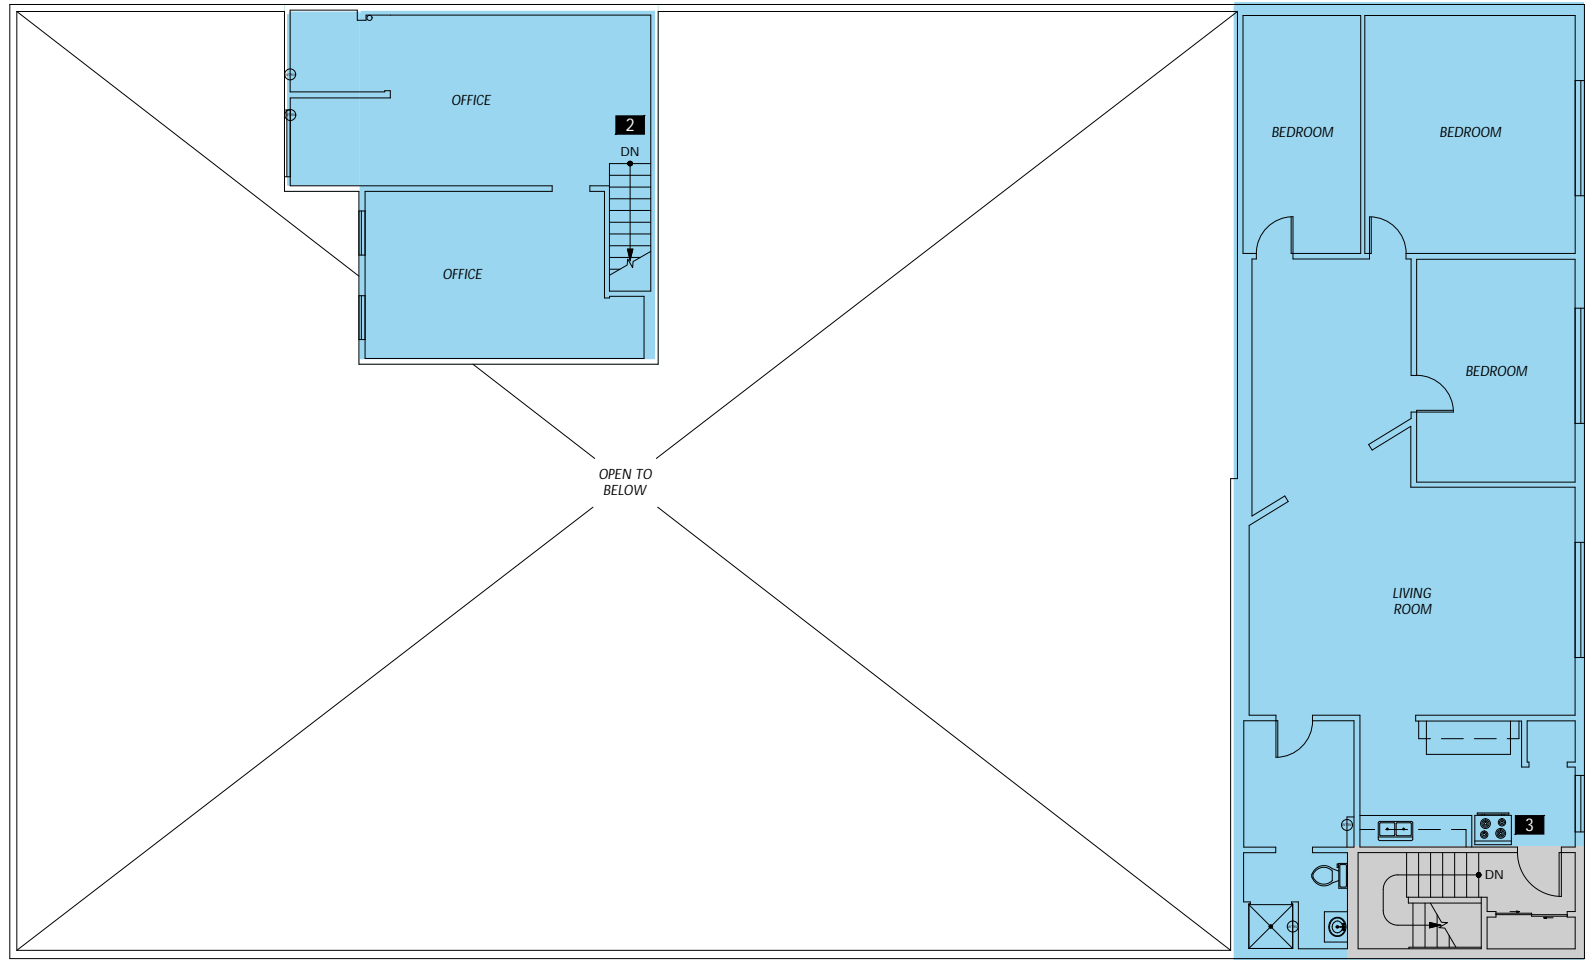 OFFICE
2
DN
OFFICE
BEDROOM
BEDROOM
BEDROOM
OPEN TO
BELOW
LIVING
ROOM
3
DN